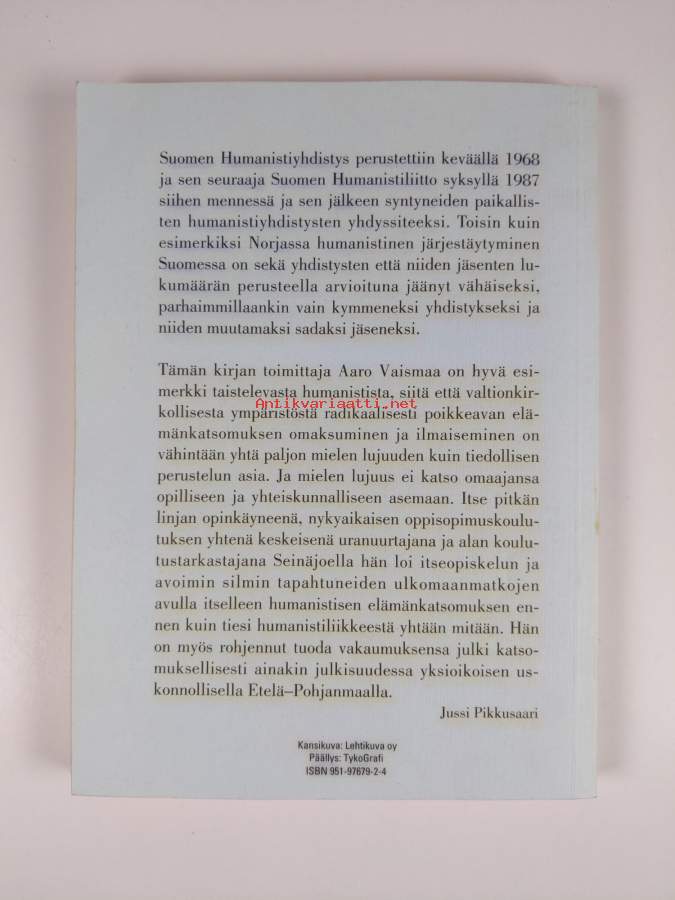 Suomen Humanistiyhdistys perustettiin keväällä 1968
ja sen seuraaja Suomen Humanistiliitto syksyllä 1987
siihen mennessä ja sen jälkeen syntyneiden paikallis-
ten humanistiyhdistysten yhdyssiteeksi. Toisin kuin
esimerkiksi Norjassa humanistinen järjestäytyminen
Suomessa on sekä yhdistysten että niiden jäsenten lu-
kumäärän perusteella arvioituna jäänyt vähäiseksi,
parhaimmillaankin vain kymmeneksi yhdistykseksi ja
niiden muutamaksi sadaksi jäseneksi.
Tämän kirjan toimittaja Aaro Vaismaa on hyvä esi-
merkki taistelevasta humanistista, siitä että valtionkir-
Antikvariaatti.net
kollisesta ympäristöstä radikaalisesti poikkeavan elä-
mänkatsomuksen omaksuminen ja ilmaiseminen on
vähintään yhtä paljon mielen lujuuden kuin tiedollisen
perustelun asia. Ja mielen lujuus ei katso omaajansa
opilliseen ja yhteiskunnalliseen asemaan. Itse pitkän
linjan opinkäyneenä, nykyaikaisen oppisopimuskoulu-
tuksen yhtenä keskeisenä uranuurtajana ja alan koulu-
tustarkastajana Seinäjoella hän loi itseopiskelun ja
avoimin silmin tapahtuneiden ulkomaanmatkojen
avulla itselleen humanistisen elämänkatsomuksen en-
nen kuin tiesi humanistiliikkeestä yhtään mitään. Hän
on myös rohjennut tuoda vakaumuksensa julki katso-
muksellisesti ainakin julkisuudessa yksioikoisen us-
konnollisella Etelä–Pohjanmaalla.
Jussi Pikkusaari
Kansikuva: Lehtikuva oy
Päällys: TykoGrafi
ISBN 951-97679-2-4